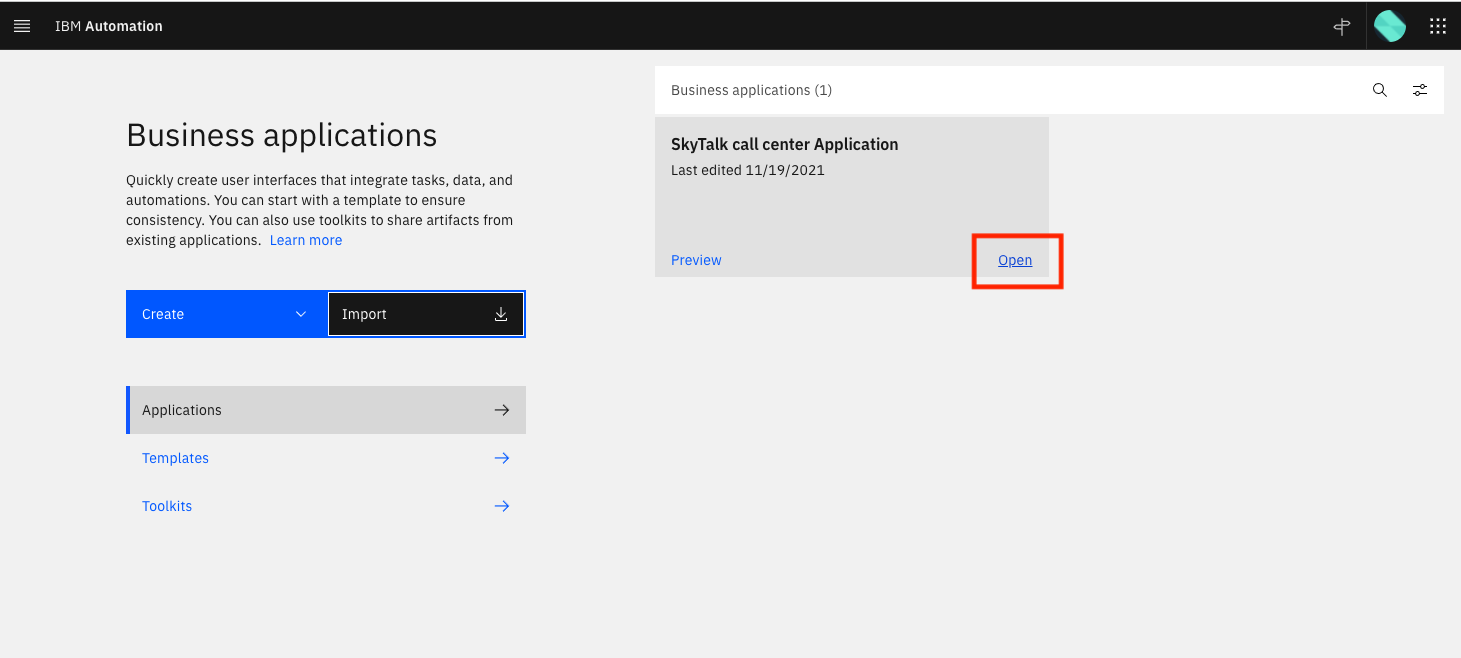 IBM Automation
Business applications
Quickly create user interfaces that integrate tasks, data, and
automations. You can start with a template to ensure
consistency. You can also use toolkits to share artifacts from
existing applications. Learn more
Create
Import
Applications
Templates
Toolkits
Business applications (1)
SkyTalk call center Application
Last edited 11/19/2021
Preview
Open